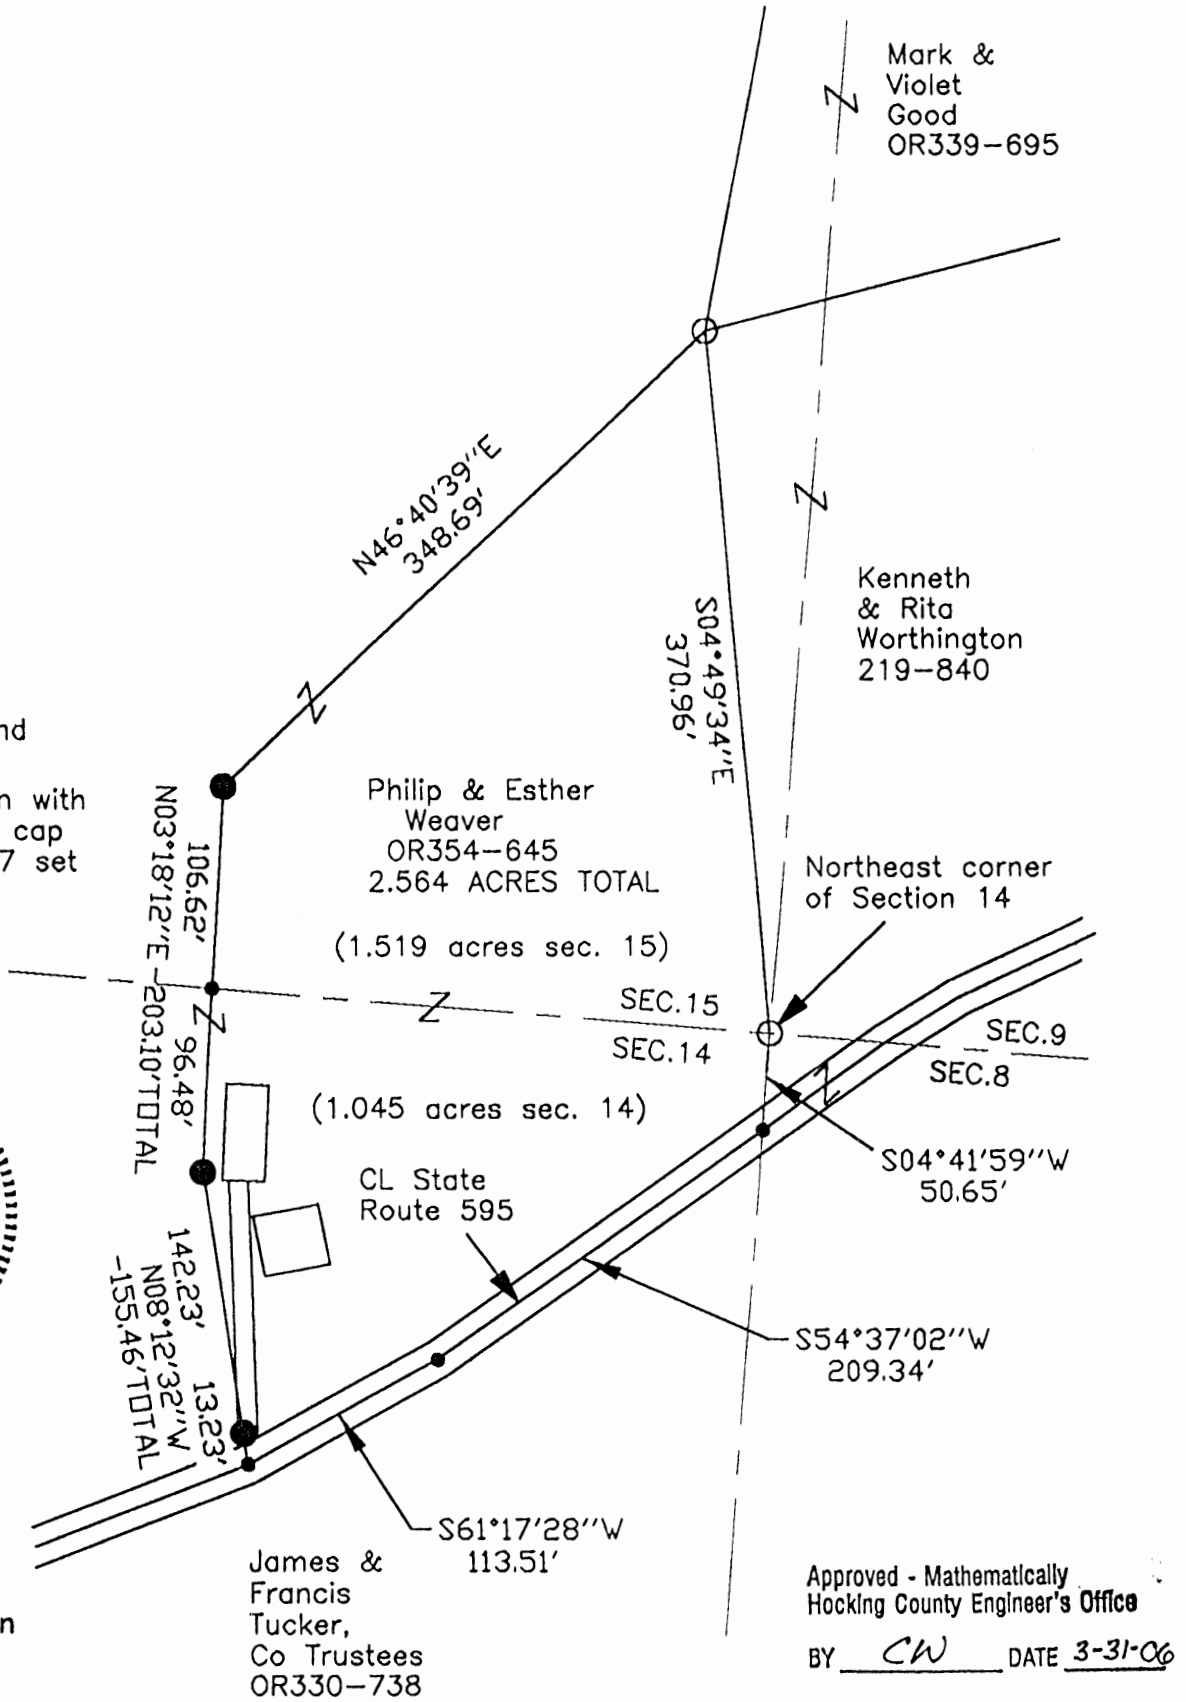 Mark &
Violet
Good
OR339-695
N46°40'39''E
348.69'
Kenneth
& Rita
Worthington
219-840
S04°49'34''E
370.96'
nd
n with
cap
7 set
Philip & Esther
Weaver
OR354-645
2.564 ACRES TOTAL
(1.519 acres sec. 15)
106.62'
N03°18'12''E -203.10'TOTAL
96.48'
Northeast corner
of Section 14
SEC.15
SEC.14
SEC.9
SEC.8
(1.045 acres sec. 14)
CL State
Route 595
S04°41'59''W
50.65'
142.23'
13.23'
N08°12'32''W
-155.46'TOTAL
S54°37'02''W
209.34'
S61°17'28''W
113.51'
James &
Francis
Tucker,
Co Trustees
OR330-738
n
Approved - Mathematically
Hocking County Engineer's Office
BY CW DATE 3-31-06